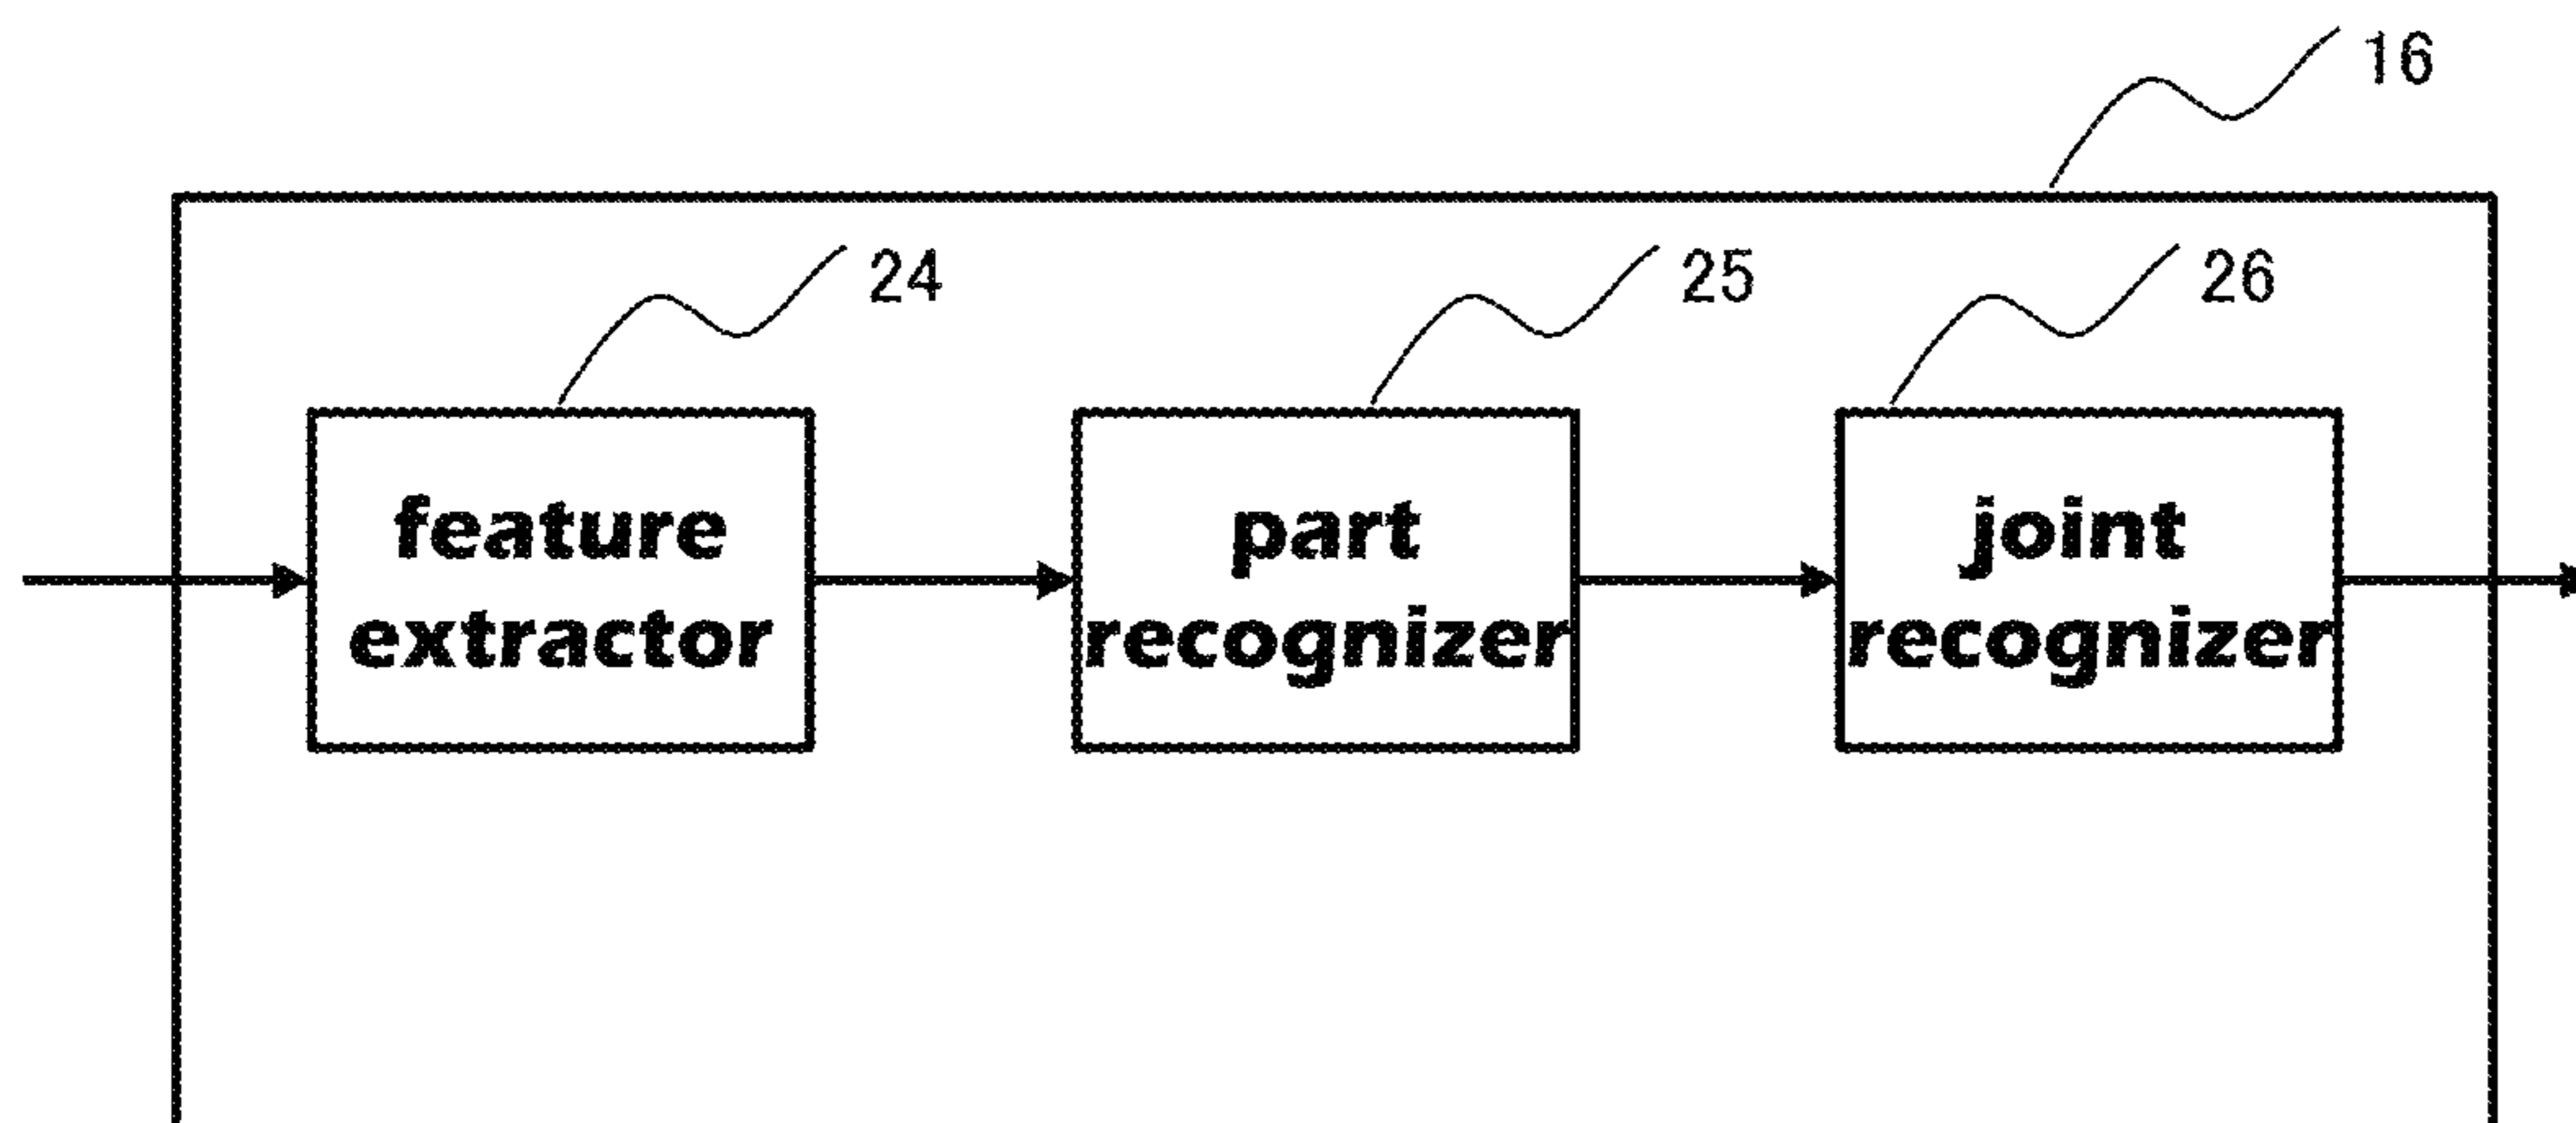 16
24
25
26
feature
extractor
part
recognizer
joint
recognizer